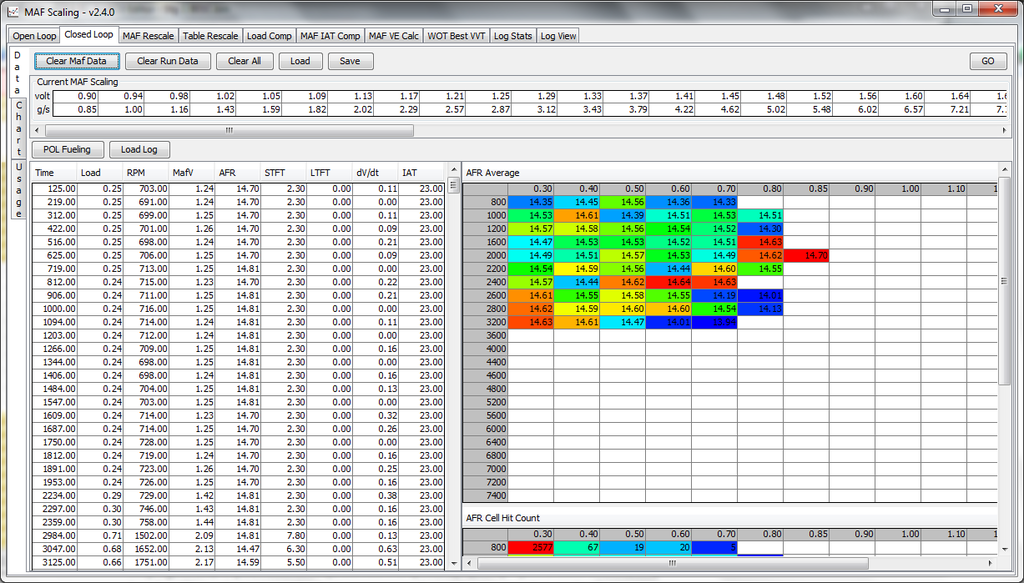 MAF Scaling - v2.4.0
Open Loop Closed Loop MAF Rescale Table Rescale Load Comp MAF IAT Comp MAF VE Calc WOT Best VVT Log Stats Log View
Data
Chart
Usage
Clear Maf Data Clear Run Data Clear All Load Save GO
Current MAF Scaling
volt 0.90 0.94 0.98 1.02 1.05 1.09 1.13 1.17 1.21 1.25 1.29 1.33 1.37 1.41 1.45 1.48 1.52 1.56 1.60 1.64
g/s 0.85 1.00 1.16 1.43 1.59 1.82 2.02 2.29 2.57 2.87 3.12 3.43 3.79 4.22 4.62 5.02 5.48 6.02 6.57 7.21
POL Fueling Load Log
Time Load RPM MafV AFR STFT LTFT dV/dt IAT
125.00 0.25 703.00 1.24 14.70 2.30 0.00 0.11 23.00
219.00 0.25 691.00 1.24 14.70 2.30 0.00 0.00 23.00
312.00 0.25 699.00 1.25 14.70 2.30 0.00 0.11 23.00
422.00 0.25 701.00 1.26 14.70 2.30 0.00 0.09 23.00
516.00 0.25 698.00 1.24 14.70 2.30 0.00 0.21 23.00
625.00 0.25 706.00 1.25 14.70 2.30 0.00 0.09 23.00
719.00 0.25 713.00 1.25 14.81 2.30 0.00 0.00 23.00
812.00 0.24 715.00 1.23 14.70 2.30 0.00 0.22 23.00
906.00 0.24 711.00 1.25 14.81 2.30 0.00 0.21 23.00
1000.00 0.24 716.00 1.25 14.81 2.30 0.00 0.00 23.00
1094.00 0.24 714.00 1.24 14.81 2.30 0.00 0.11 23.00
1203.00 0.24 712.00 1.24 14.81 2.30 0.00 0.00 23.00
1266.00 0.24 709.00 1.25 14.81 2.30 0.00 0.16 23.00
1344.00 0.24 698.00 1.25 14.81 2.30 0.00 0.00 23.00
1406.00 0.24 698.00 1.24 14.81 2.30 0.00 0.16 23.00
1484.00 0.24 704.00 1.25 14.81 2.30 0.00 0.13 23.00
1547.00 0.24 703.00 1.25 14.81 2.30 0.00 0.00 23.00
1609.00 0.24 714.00 1.23 14.70 2.30 0.00 0.32 23.00
1687.00 0.24 714.00 1.25 14.70 2.30 0.00 0.26 23.00
1750.00 0.24 728.00 1.25 14.70 2.30 0.00 0.00 23.00
1812.00 0.24 719.00 1.24 14.70 2.30 0.00 0.16 23.00
1891.00 0.24 723.00 1.26 14.70 2.30 0.00 0.25 23.00
1953.00 0.24 726.00 1.25 14.70 2.30 0.00 0.16 23.00
2234.00 0.29 729.00 1.42 14.81 2.30 0.00 0.38 23.00
2297.00 0.30 746.00 1.43 14.81 2.30 0.00 0.16 23.00
2359.00 0.30 758.00 1.44 14.81 2.30 0.00 0.16 23.00
2984.00 0.71 1502.00 2.09 14.81 7.80 0.00 0.13 23.00
3047.00 0.68 1652.00 2.13 14.47 6.30 0.00 0.63 23.00
3125.00 0.66 1751.00 2.17 14.59 5.50 0.00 0.51 23.00
AFR Average
0.30 0.40 0.50 0.60 0.70 0.80 0.85 0.90 1.00 1.10
800 14.35 14.45 14.56 14.36 14.33
1000 14.53 14.61 14.39 14.51 14.53 14.51
1200 14.57 14.58 14.56 14.54 14.52 14.30
1600 14.47 14.53 14.53 14.52 14.51 14.63
2000 14.49 14.51 14.57 14.53 14.49 14.62 14.70
2200 14.54 14.59 14.56 14.44 14.60 14.55
2400 14.57 14.44 14.62 14.64 14.63
2600 14.61 14.55 14.58 14.55 14.19 14.01
2800 14.62 14.59 14.60 14.60 14.54 14.13
3200 14.63 14.61 14.47 14.01
3600
4000
4400
4600
4800
5200
5600
6000
6400
6800
7000
7200
7400
AFR Cell Hit Count
0.30 0.40 0.50 0.60 0.70 0.80 0.85 0.90 1.00 1.10
800 2577 67 19 20 5